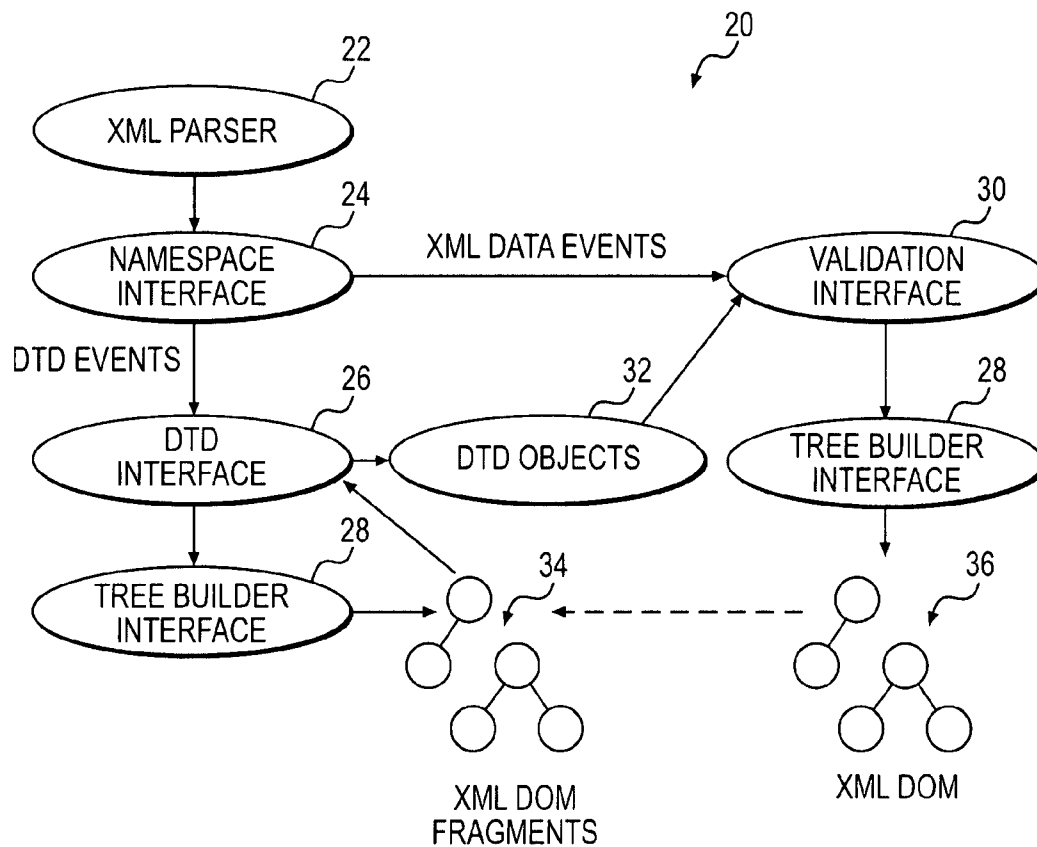 20
22
XML PARSER
24
NAMESPACE
INTERFACE
XML DATA EVENTS
30
VALIDATION
INTERFACE
DTD EVENTS
26
DTD
INTERFACE
32
DTD OBJECTS
28
TREE BUILDER
INTERFACE
28
TREE BUILDER
INTERFACE
34
36
XML DOM
FRAGMENTS
XML DOM